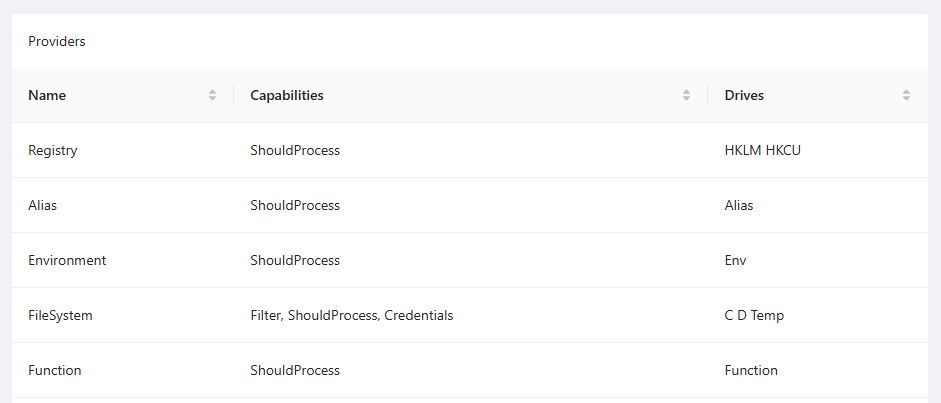 Providers
Name Capabilities Drives
Registry ShouldProcess HKLM HKCU
Alias ShouldProcess Alias
Environment ShouldProcess Env
FileSystem Filter, ShouldProcess, Credentials C D Temp
Function ShouldProcess Function